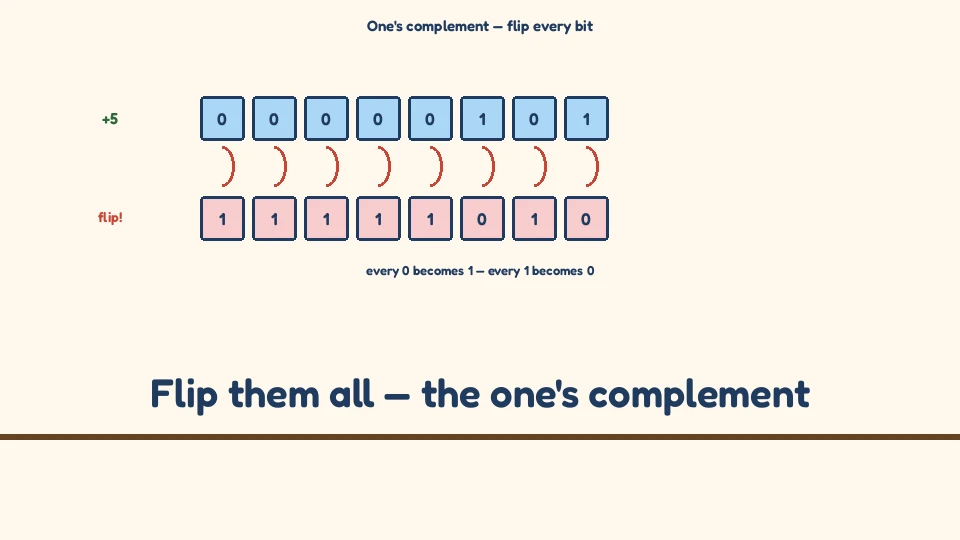 One's complement — flip every bit
+5 0 0 0 0 0 1 0 1
flip! 1 1 1 1 1 0 1 0
every 0 becomes 1 — every 1 becomes 0
Flip them all — the one's complement